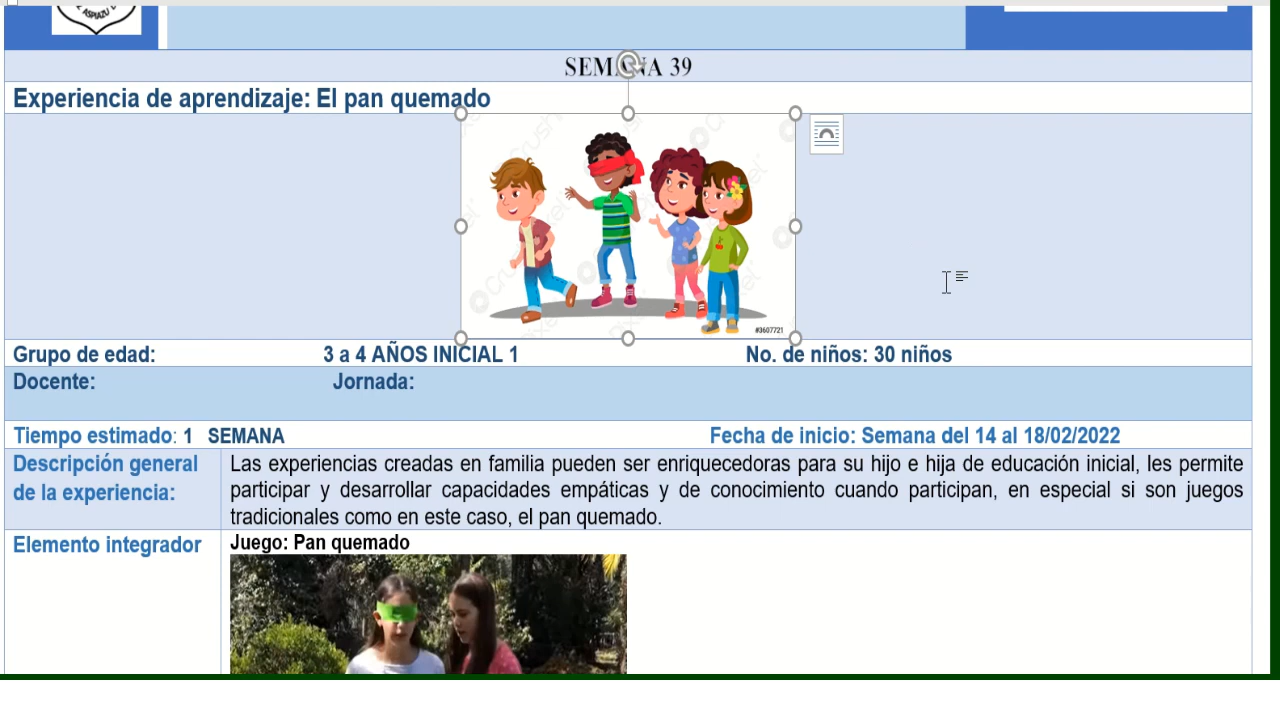 SEMANA 39
Experiencia de aprendizaje: El pan quemado
#3607721
Grupo de edad: 3 a 4 AÑOS INICIAL 1 No. de niños: 30 niños
Docente: Jornada:
Tiempo estimado: 1 SEMANA Fecha de inicio: Semana del 14 al 18/02/2022
Descripción general de la experiencia:
Las experiencias creadas en familia pueden ser enriquecedoras para su hijo e hija de educación inicial, les permite
participar y desarrollar capacidades empáticas y de conocimiento cuando participan, en especial si son juegos
tradicionales como en este caso, el pan quemado.
Elemento integrador
Juego: Pan quemado